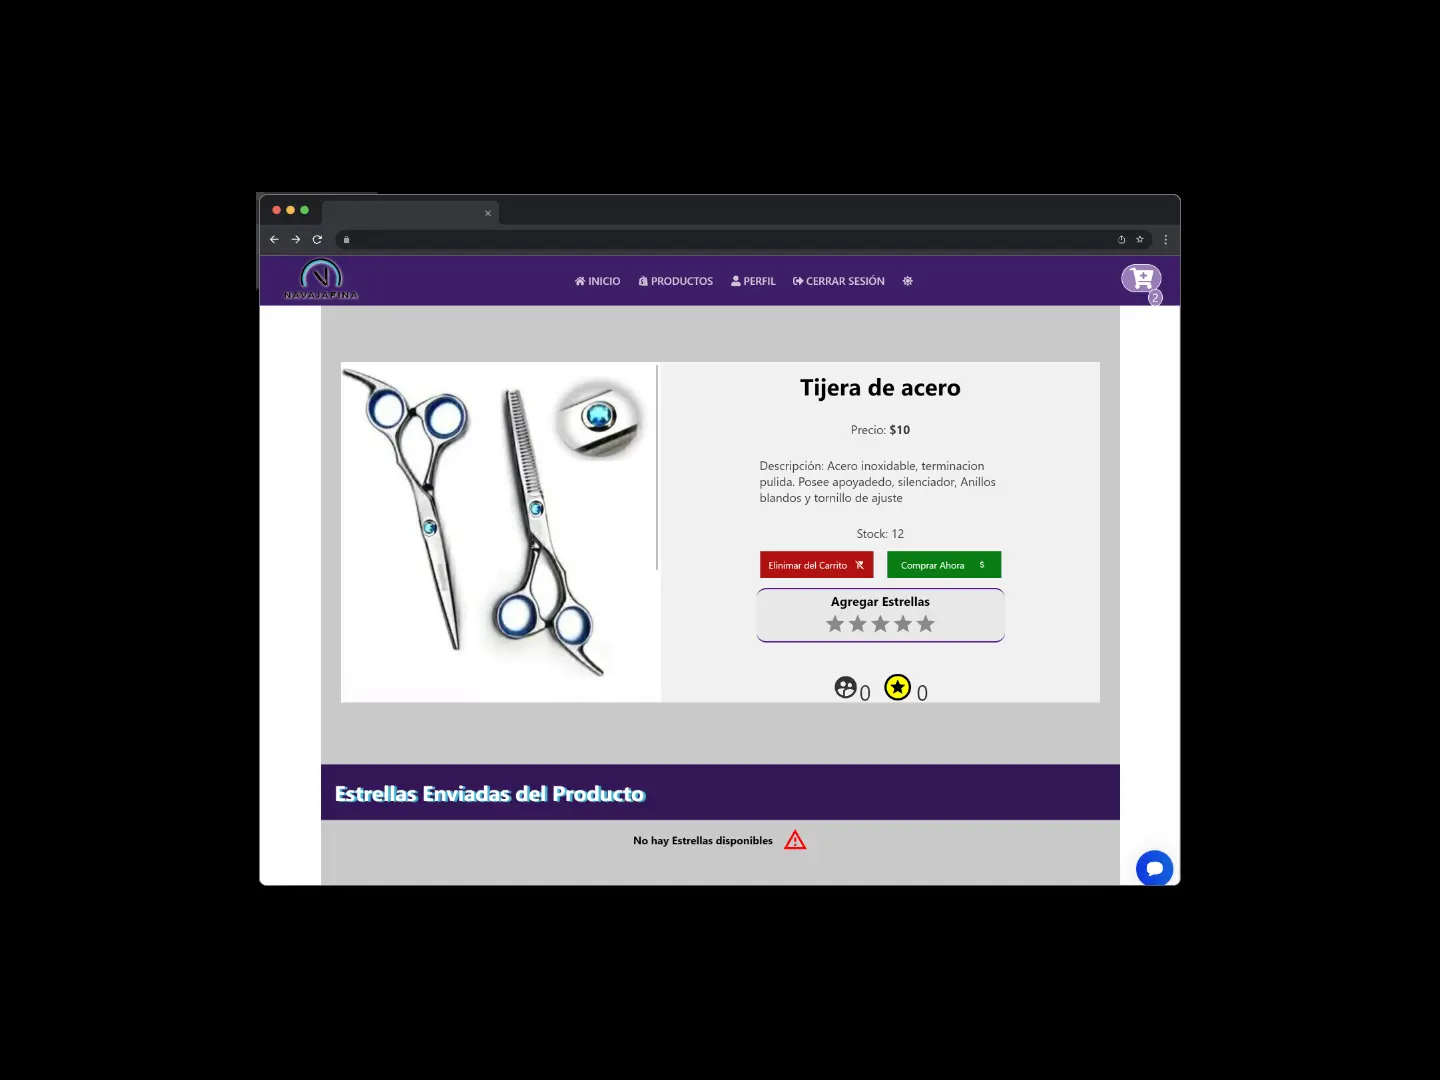 NAVAJAFINA
INICIO
PRODUCTOS
PERFIL
CERRAR SESIÓN
2
Tijera de acero
Precio: $10
Descripción: Acero inoxidable, terminacion
pulida. Posee apoyadedo, silenciador, Anillos
blandos y tornillo de ajuste
Stock: 12
Elinimar del Carrito
Comprar Ahora $
Agregar Estrellas
0
0
Estrellas Enviadas del Producto
No hay Estrellas disponibles